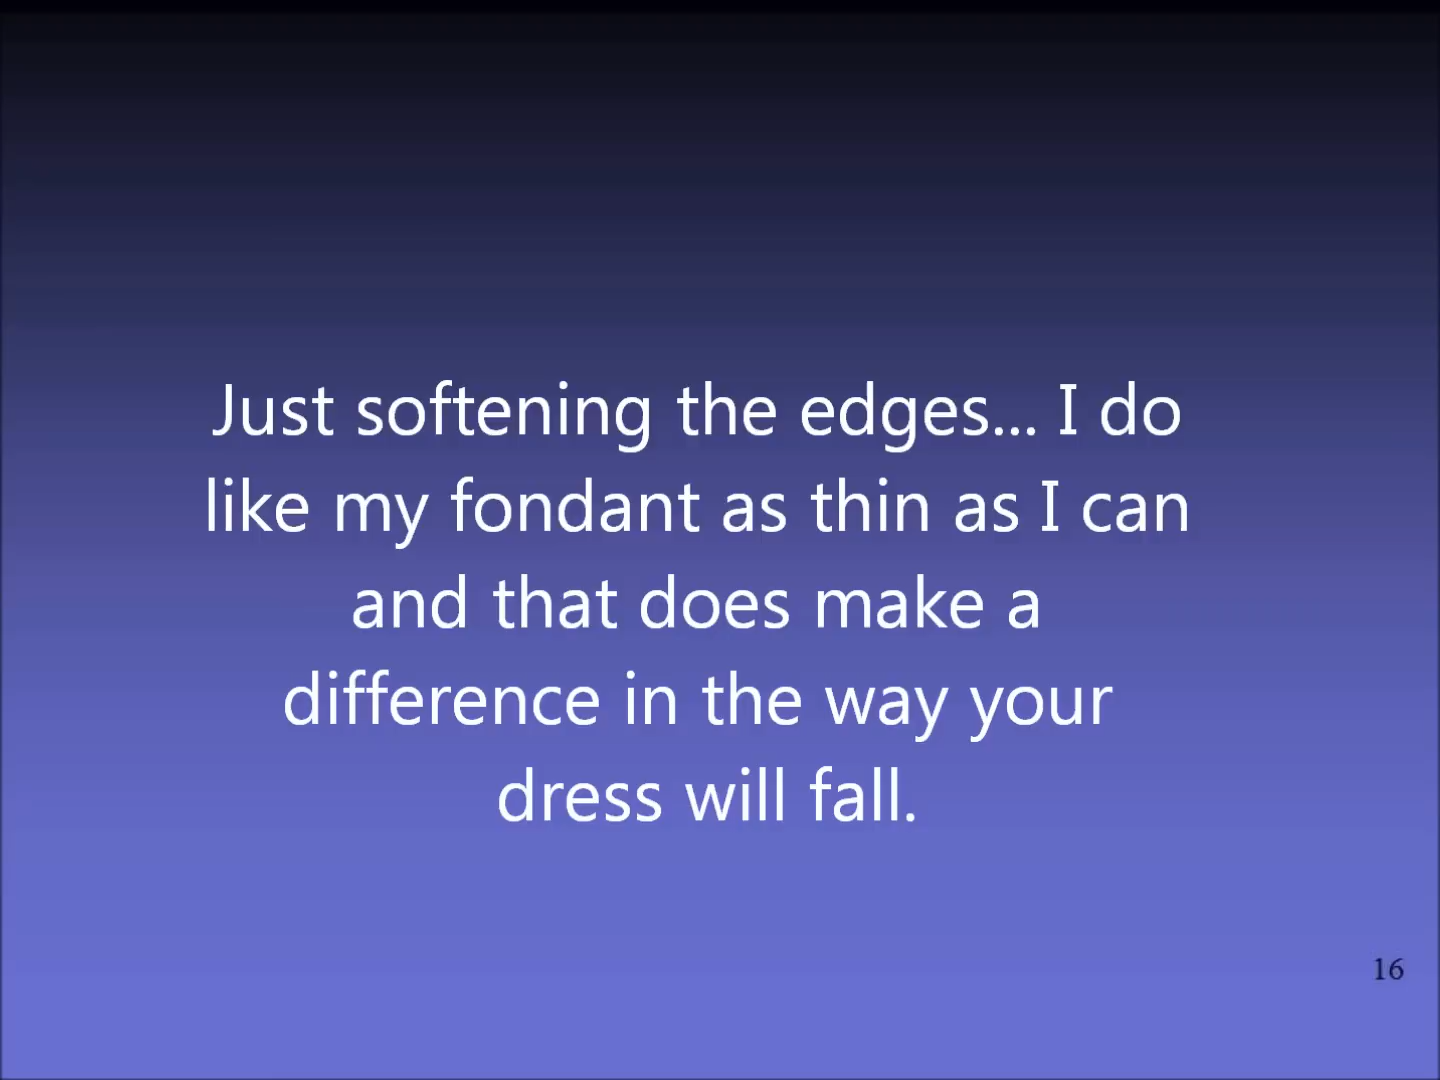 Just softening the edges... I do
like my fondant as thin as I can
and that does make a
difference in the way your
dress will fall.
16